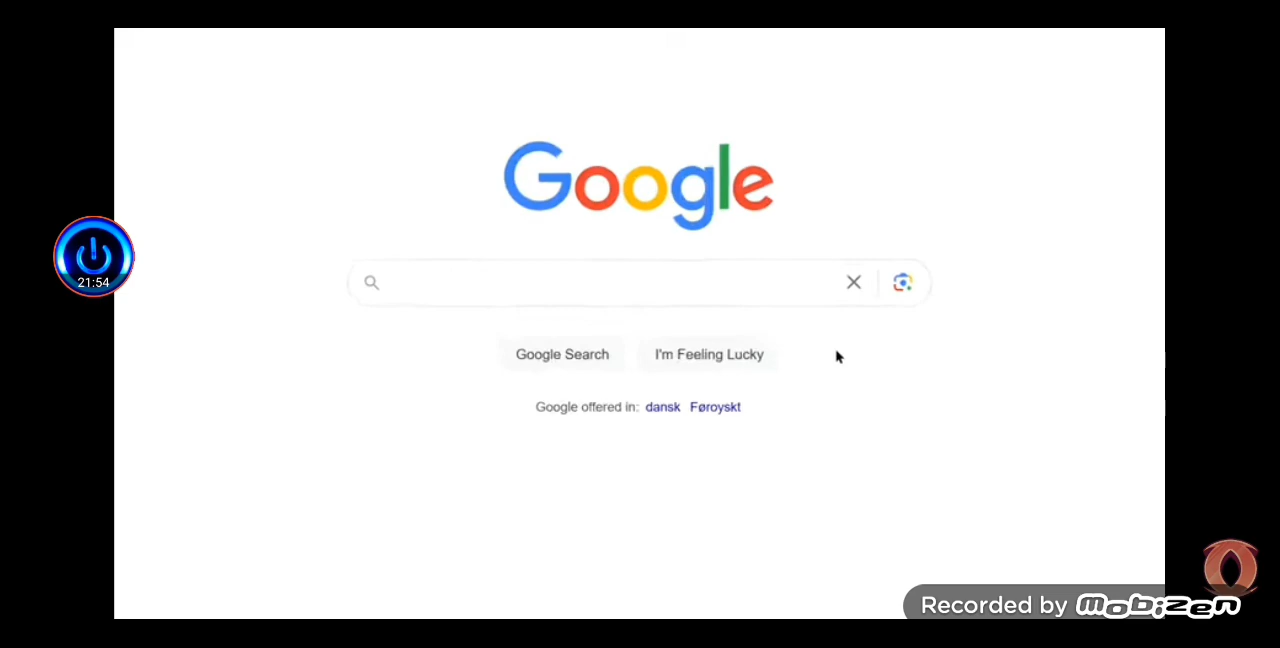 Google
21:54
Google Search I'm Feeling Lucky
Google offered in: dansk Føroyskt
Recorded by Mobizen